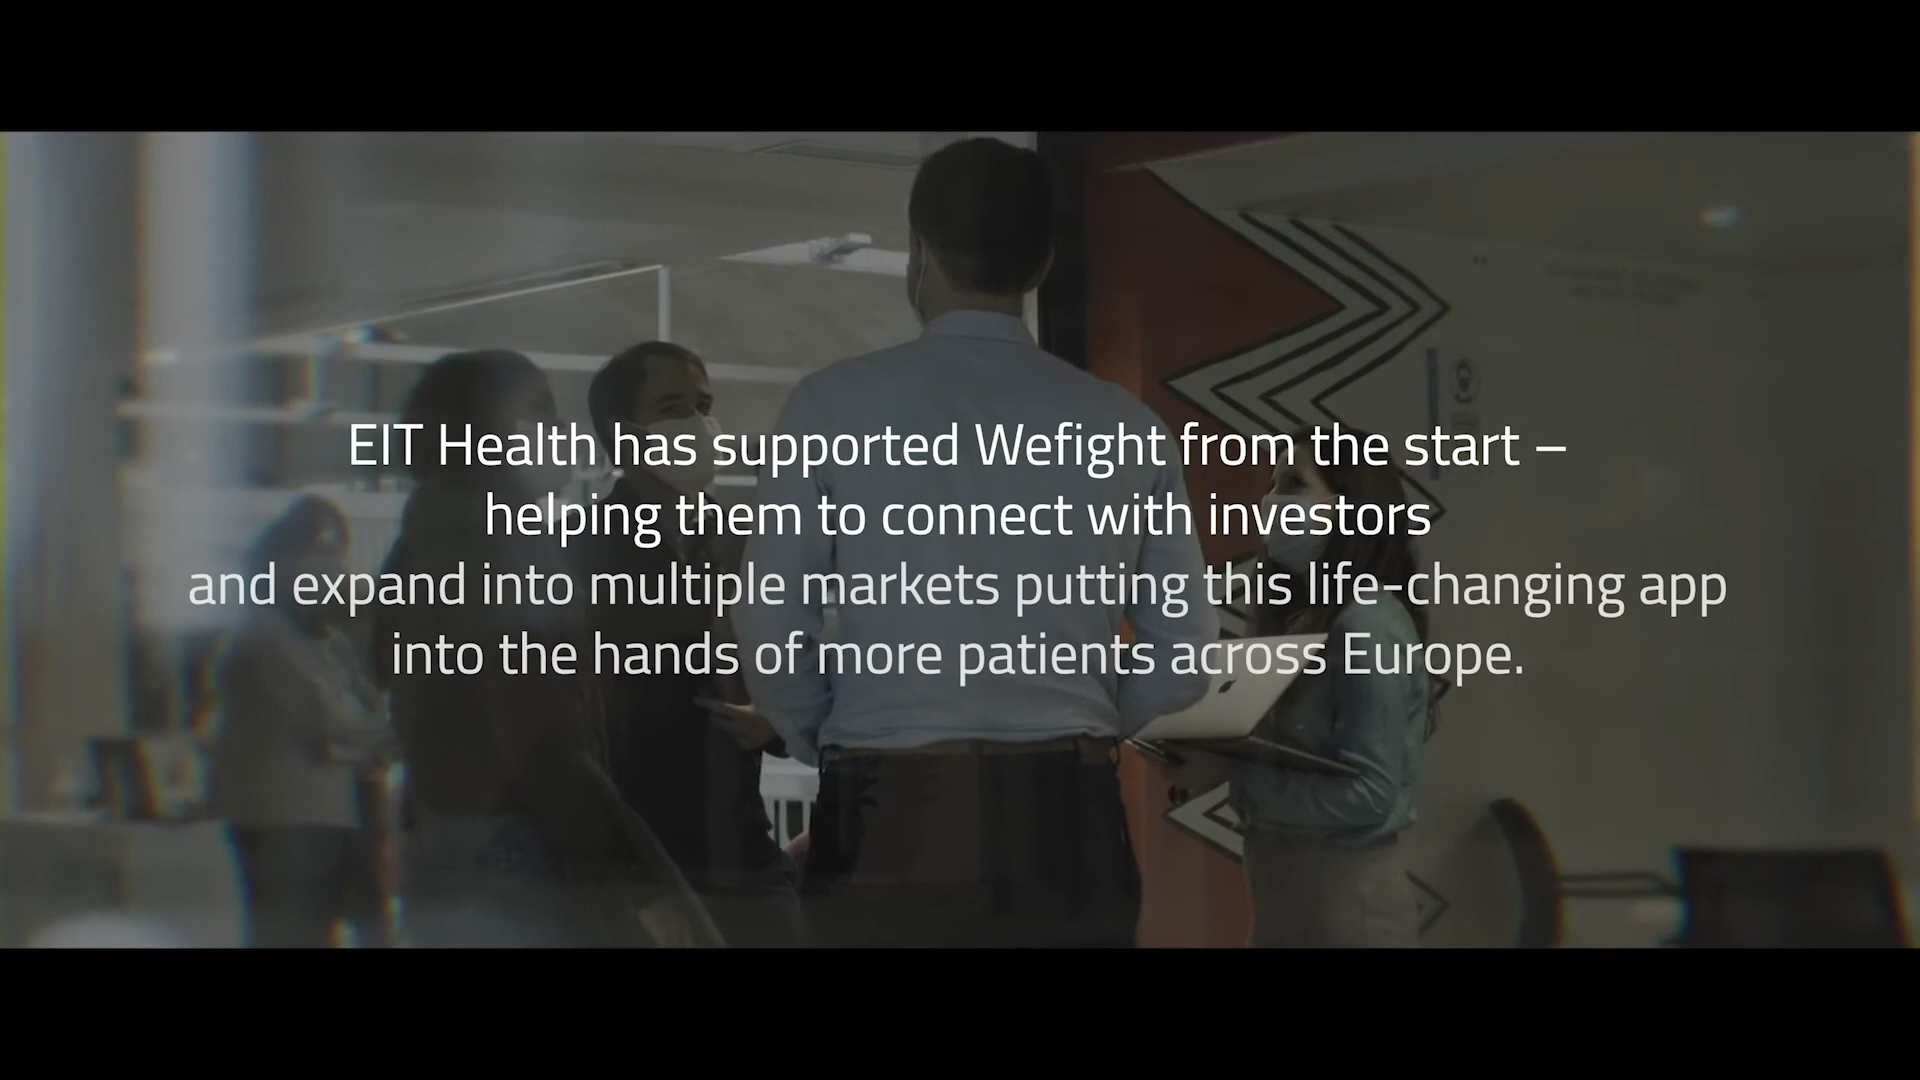 EIT Health has supported Wefight from the start –
helping them to connect with investors
and expand into multiple markets putting this life-changing app
into the hands of more patients across Europe.